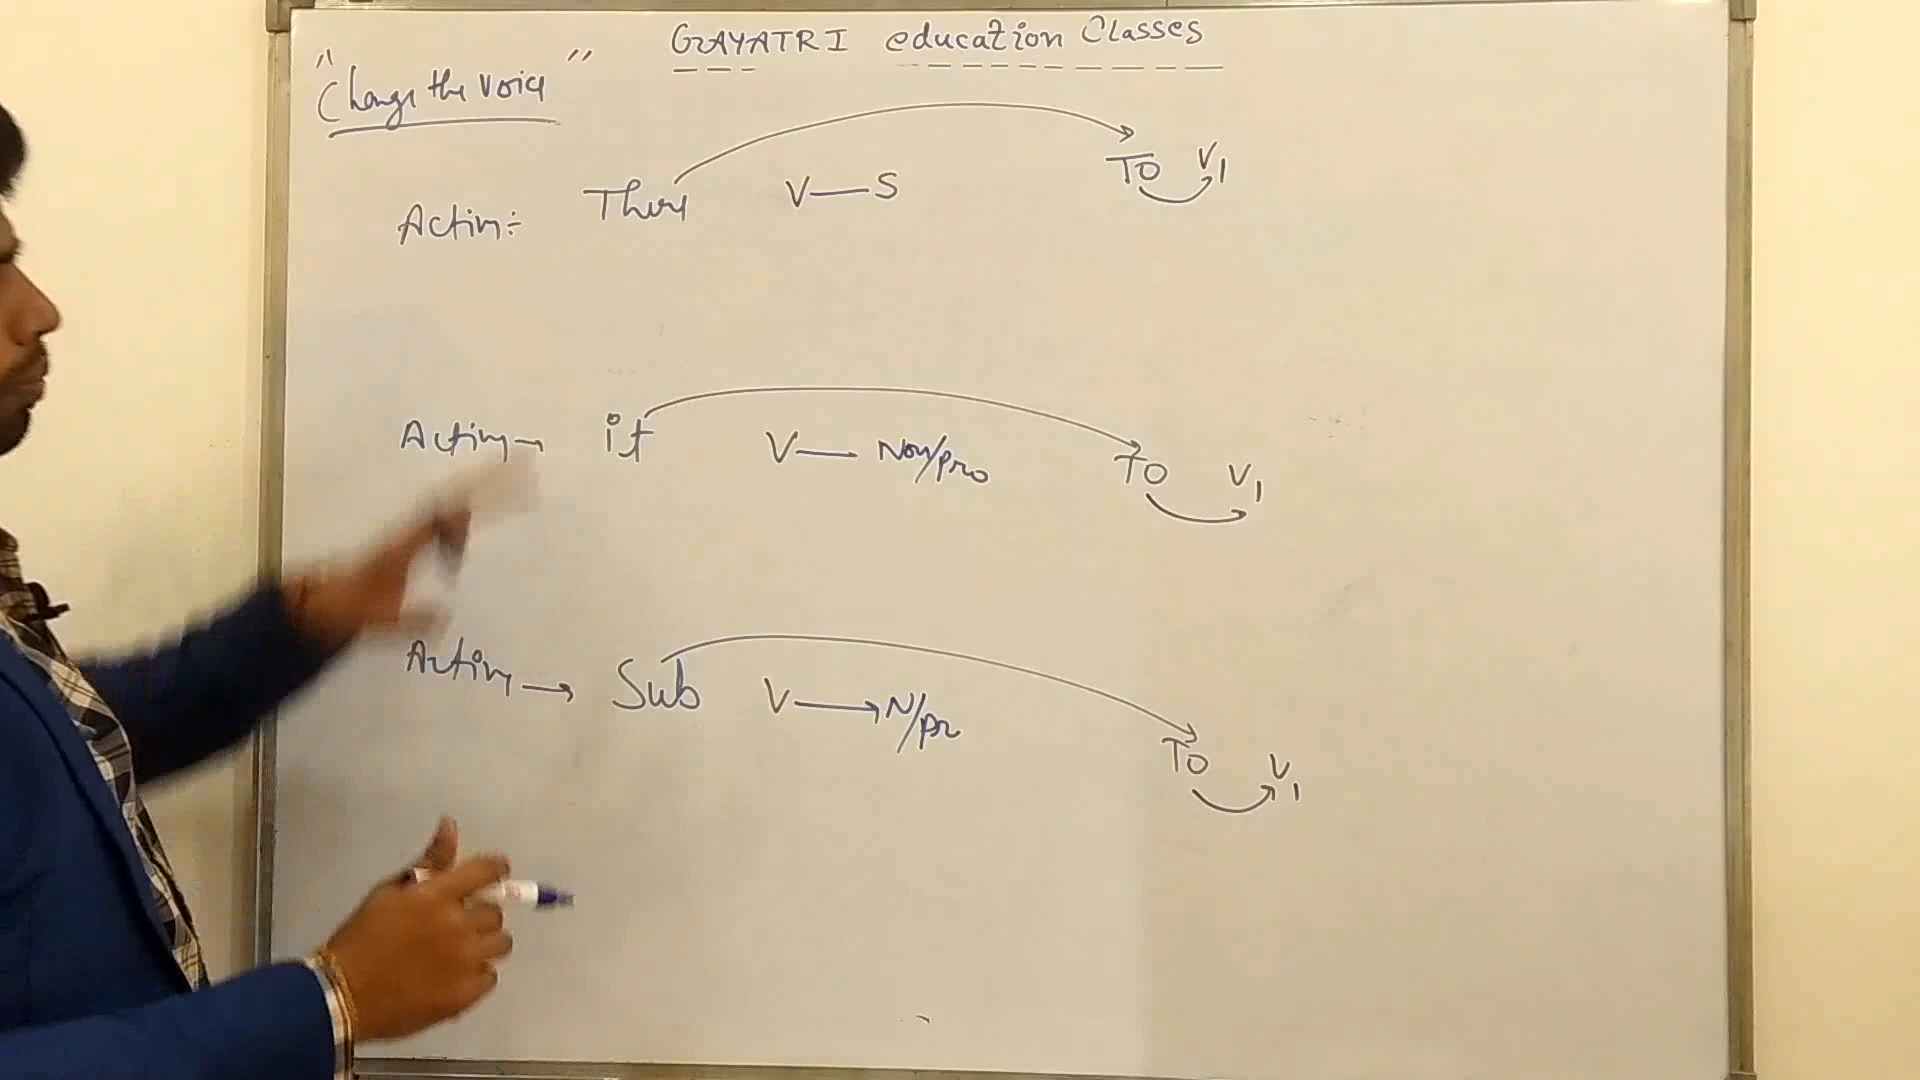 GAYATRI education Classes
"Change the Voice"
Active:- There V—S TO V1
Active→ it V—Noun/Pro TO V1
Active→ Sub V→N/Pr TO V1